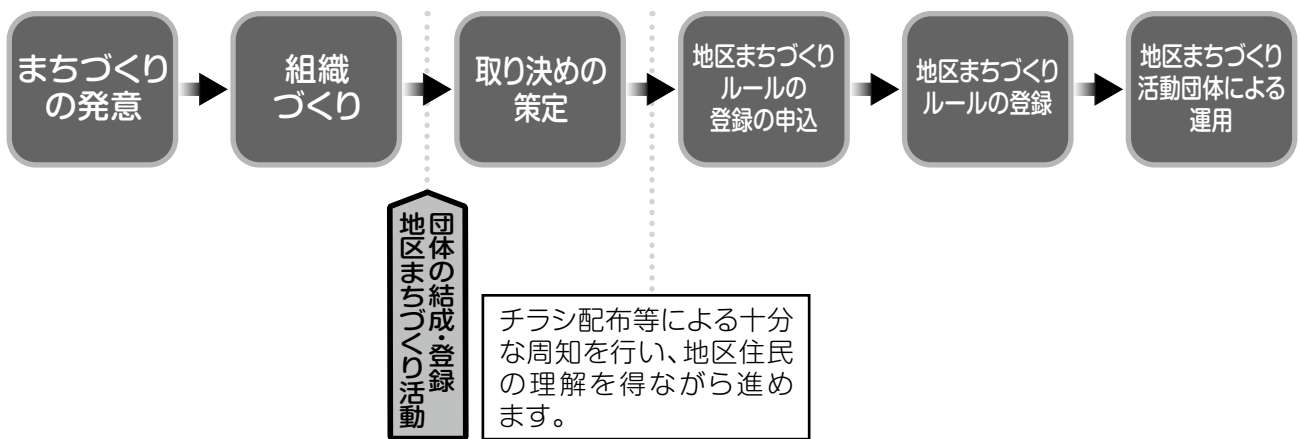 まちづくり
の発意
組織
づくり
取り決めの
策定
地区まちづくり
ルールの
登録の申込
地区まちづくり
ルールの登録
地区まちづくり
活動団体による
運用
地区まちづくり活動
団体の結成・登録
チラシ配布等による十分
な周知を行い、地区住民
の理解を得ながら進め
ます。